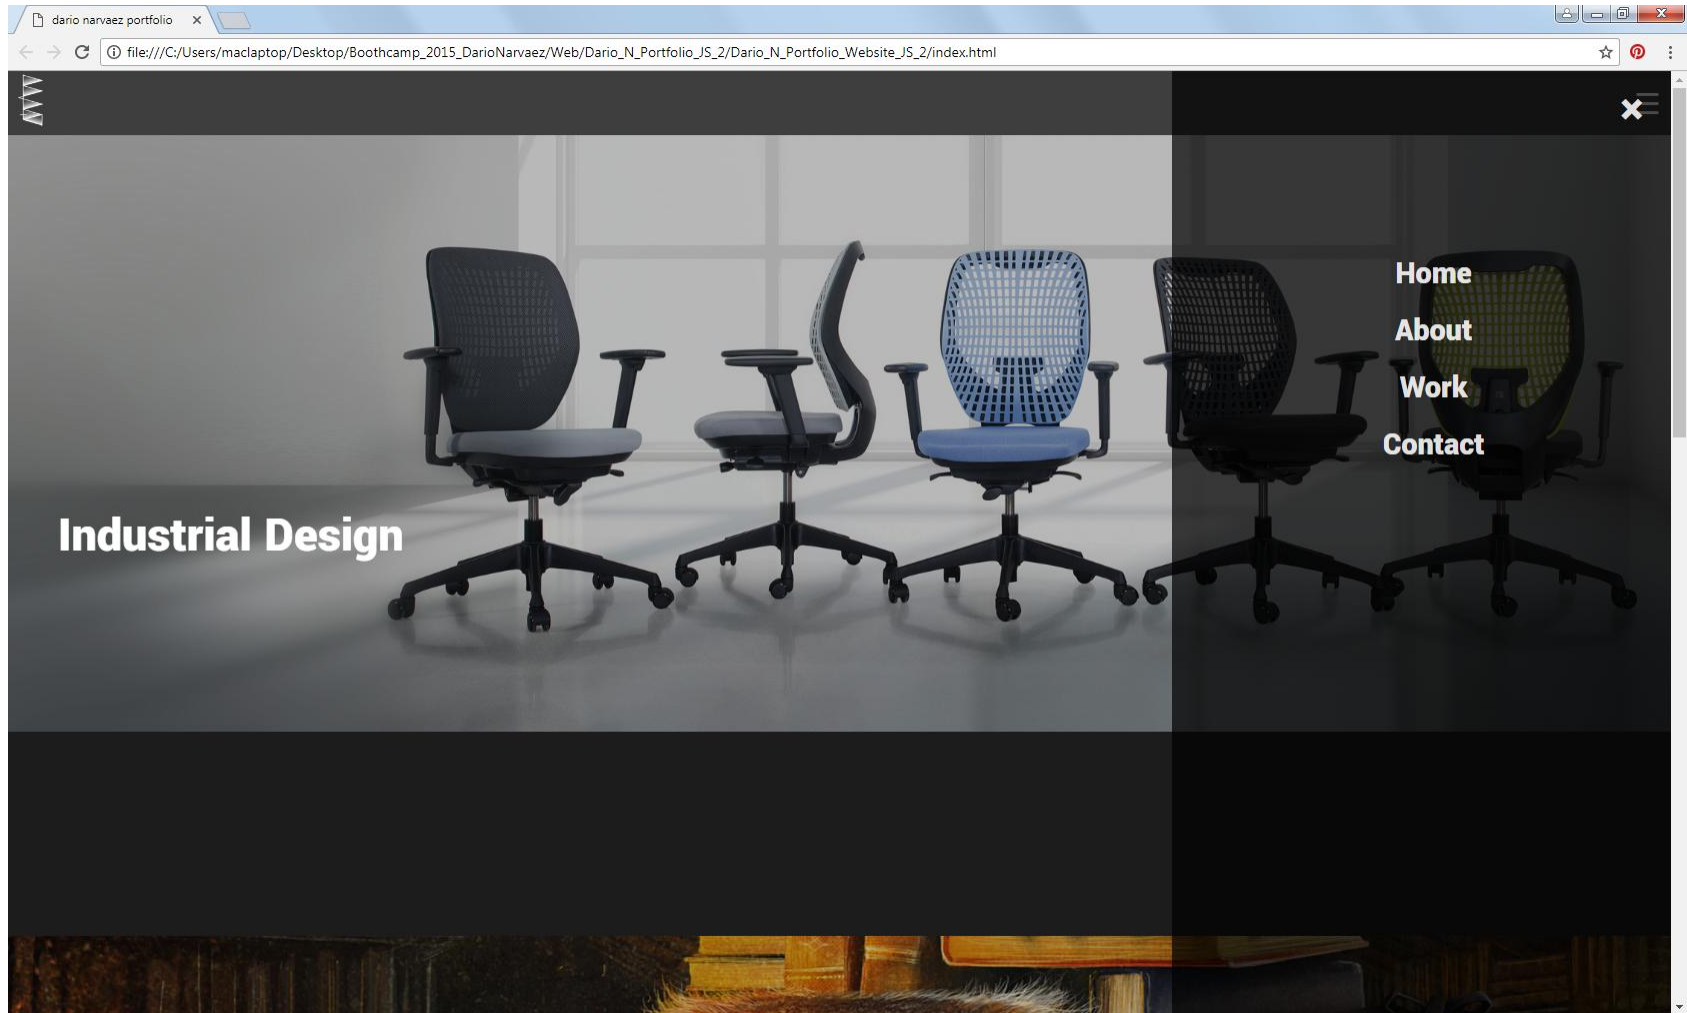 dario narvaez portfolio
file:///C:/Users/maclaptop/Desktop/Boothcamp_2015_DarioNarvaez/Web/Dario_N_Portfolio_JS_2/Dario_N_Portfolio_Website_JS_2/index.html
Home
About
Work
Contact
Industrial Design